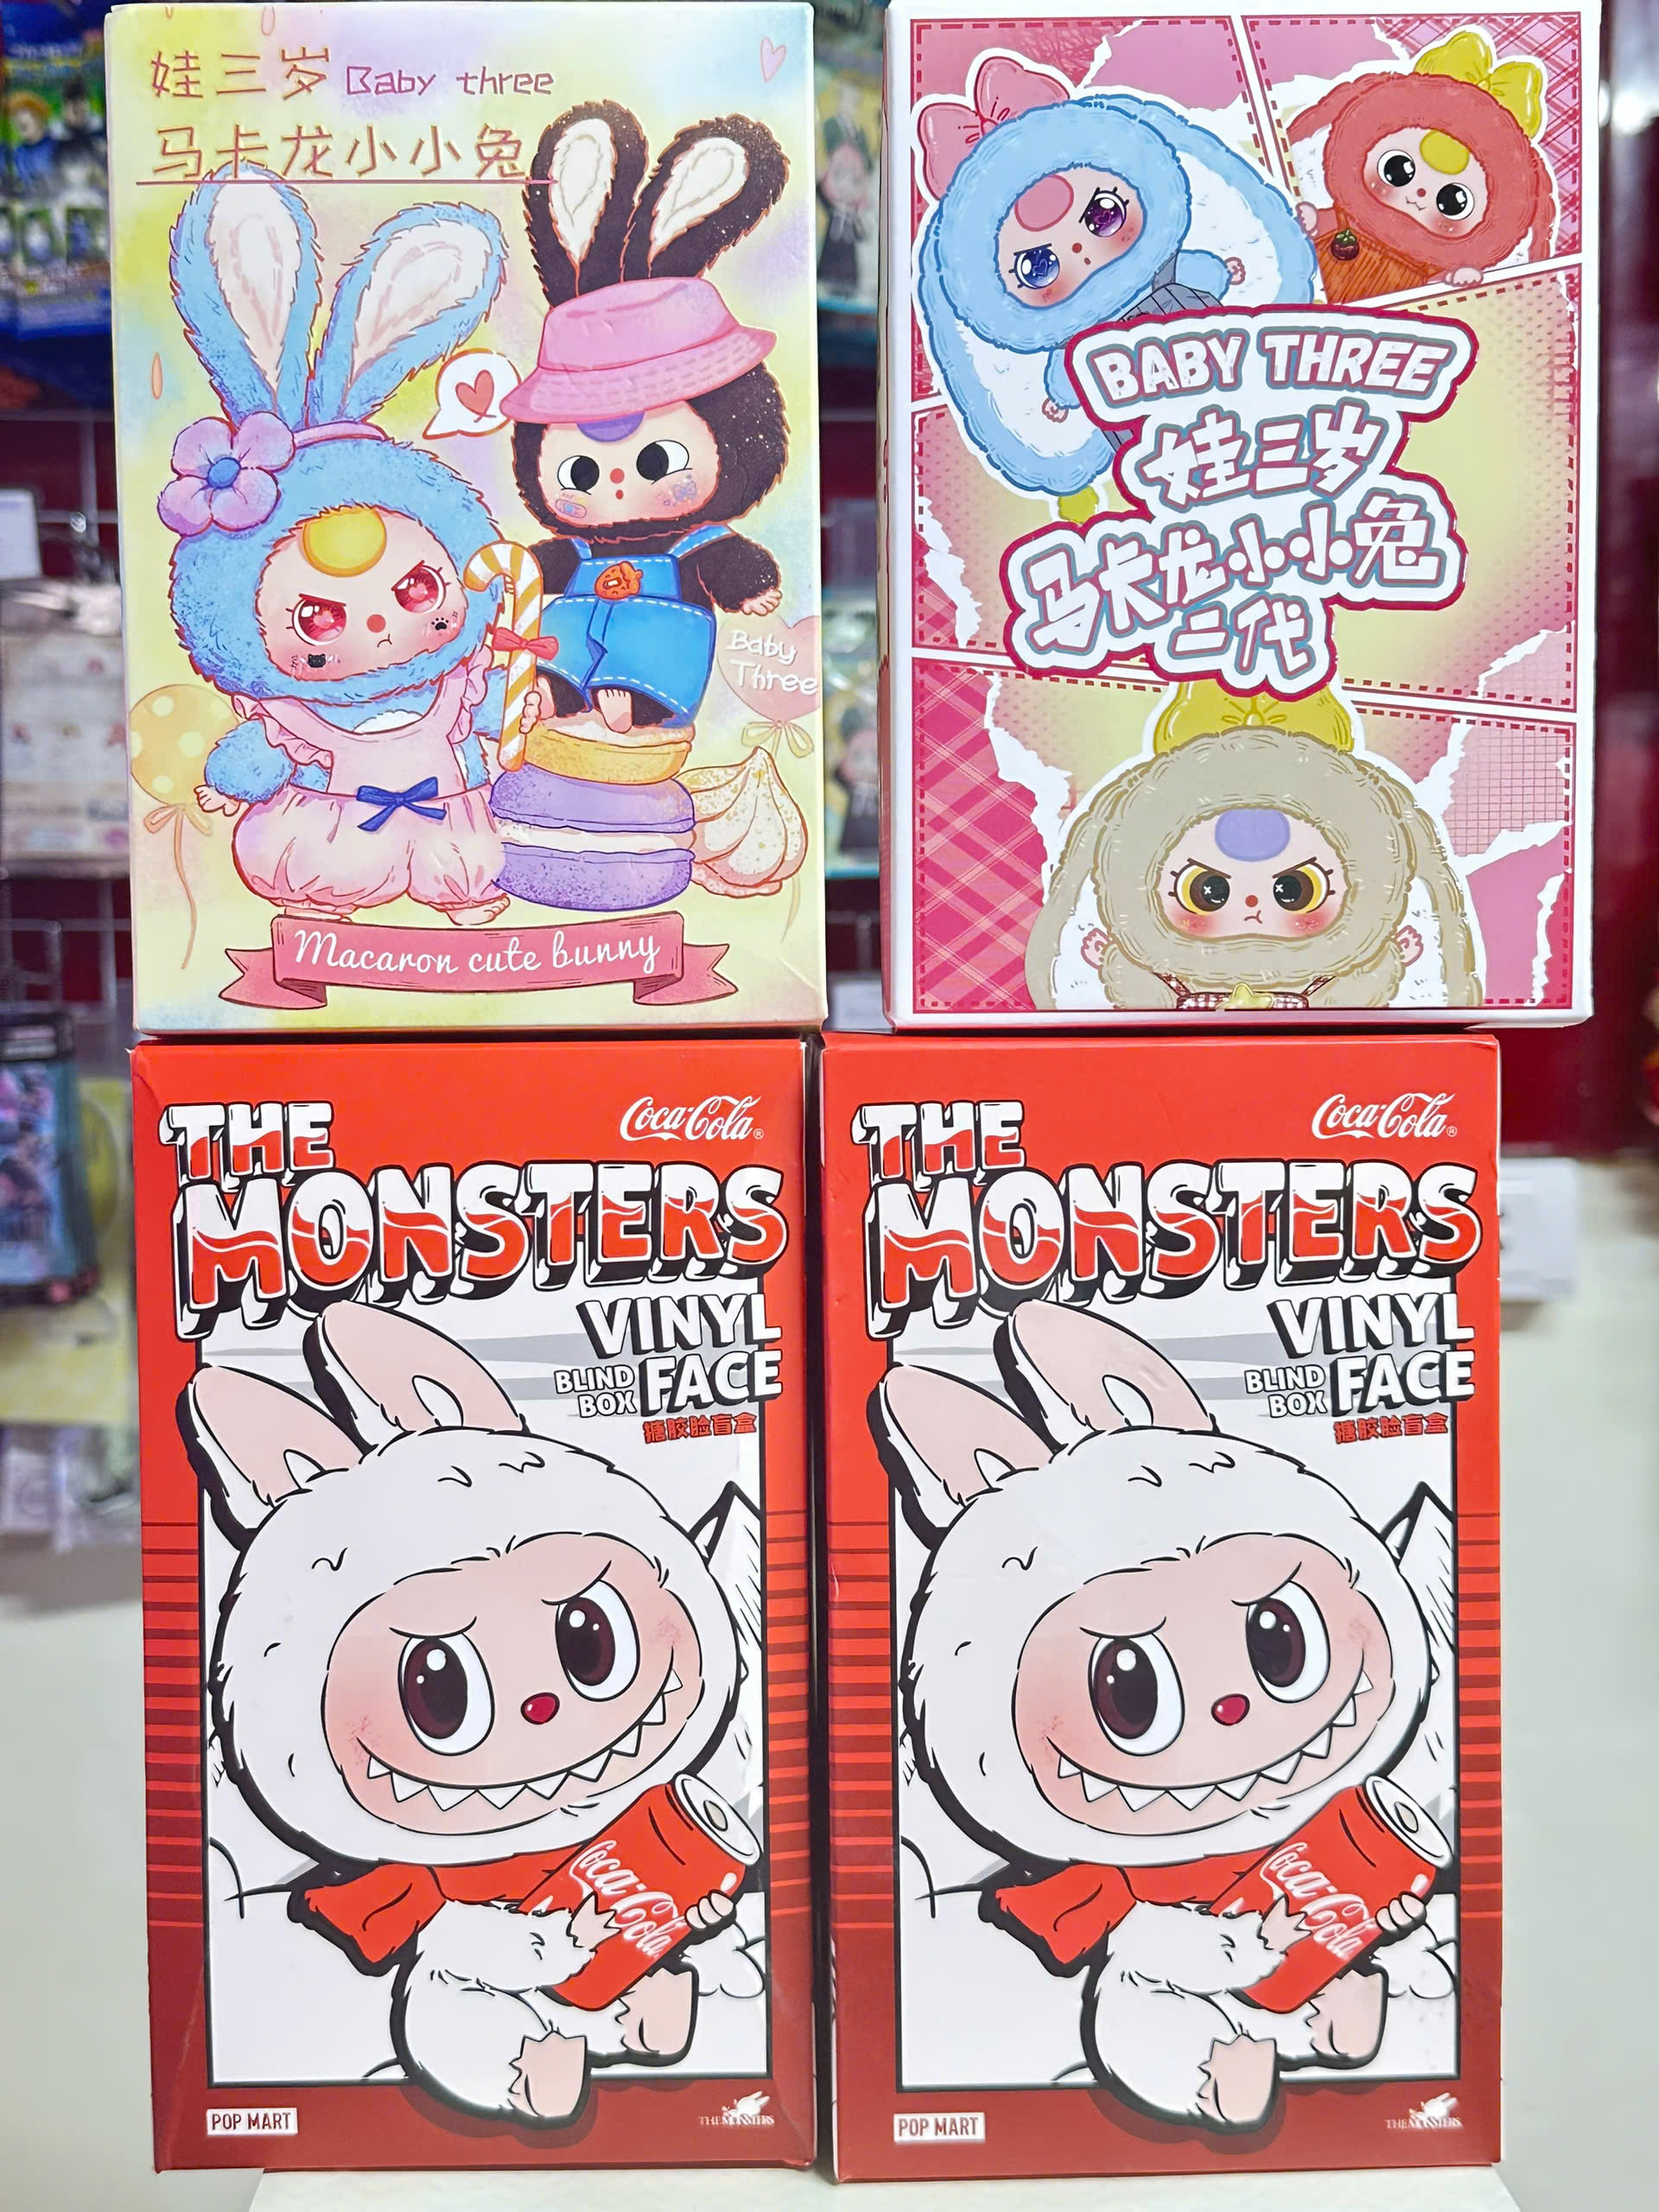 娃三岁 Baby three
马卡龙小小兔
Baby
Three
Macaron cute bunny
BABY THREE
娃三岁
马卡龙小小兔
二代
Coca-Cola®
THE
MONSTERS
VINYL
BLIND
BOX
FACE
搪胶脸盲盒
Coca-Cola
POP MART
THE MONSTERS
Coca-Cola®
THE
MONSTERS
VINYL
BLIND
BOX
FACE
搪胶脸盲盒
Coca-Cola
POP MART
THE MONSTERS